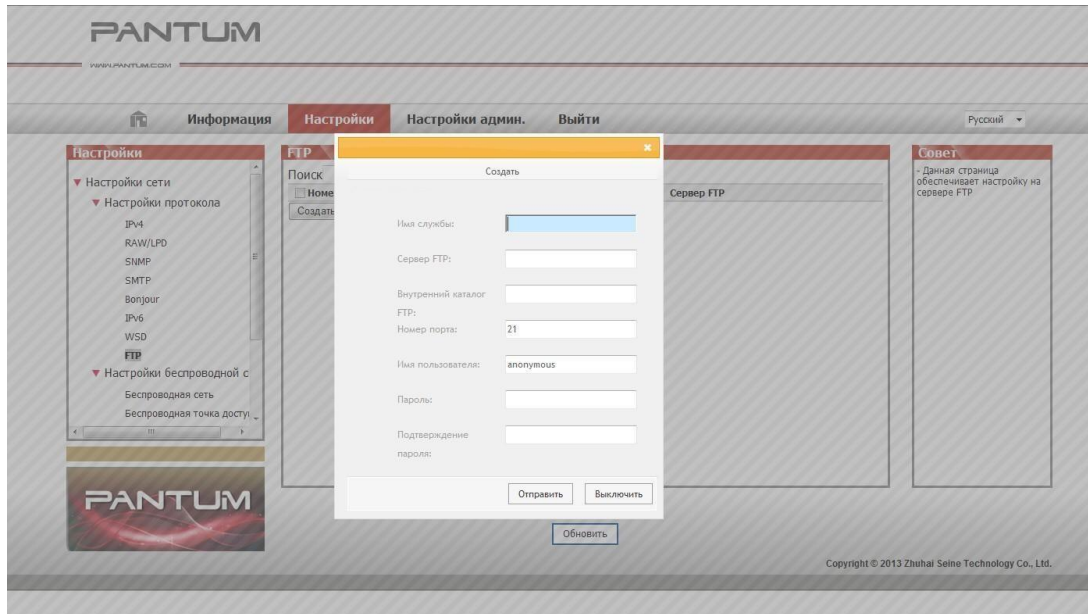 PANTUM
WWW.PANTUM.COM
Информация Настройки Настройки админ. Выйти Русский
Настройки
Настройки сети
Настройки протокола
IPv4
RAW/LPD
SNMP
SMTP
Bonjour
IPv6
WSD
FTP
Настройки беспроводной с
Беспроводная сеть
Беспроводная точка досту
PANTUM
FTP
Поиск
Номе
Сервер FTP
Создать
Создать
Имя службы:
Сервер FTP:
Внутренний каталог
FTP:
Номер порта: 21
Имя пользователя: anonymous
Пароль:
Подтверждение
пароля:
Отправить Выключить
Обновить
Совет
- Данная страница
обеспечивает настройку на
сервере FTP
Copyright © 2013 Zhuhai Seine Technology Co., Ltd.